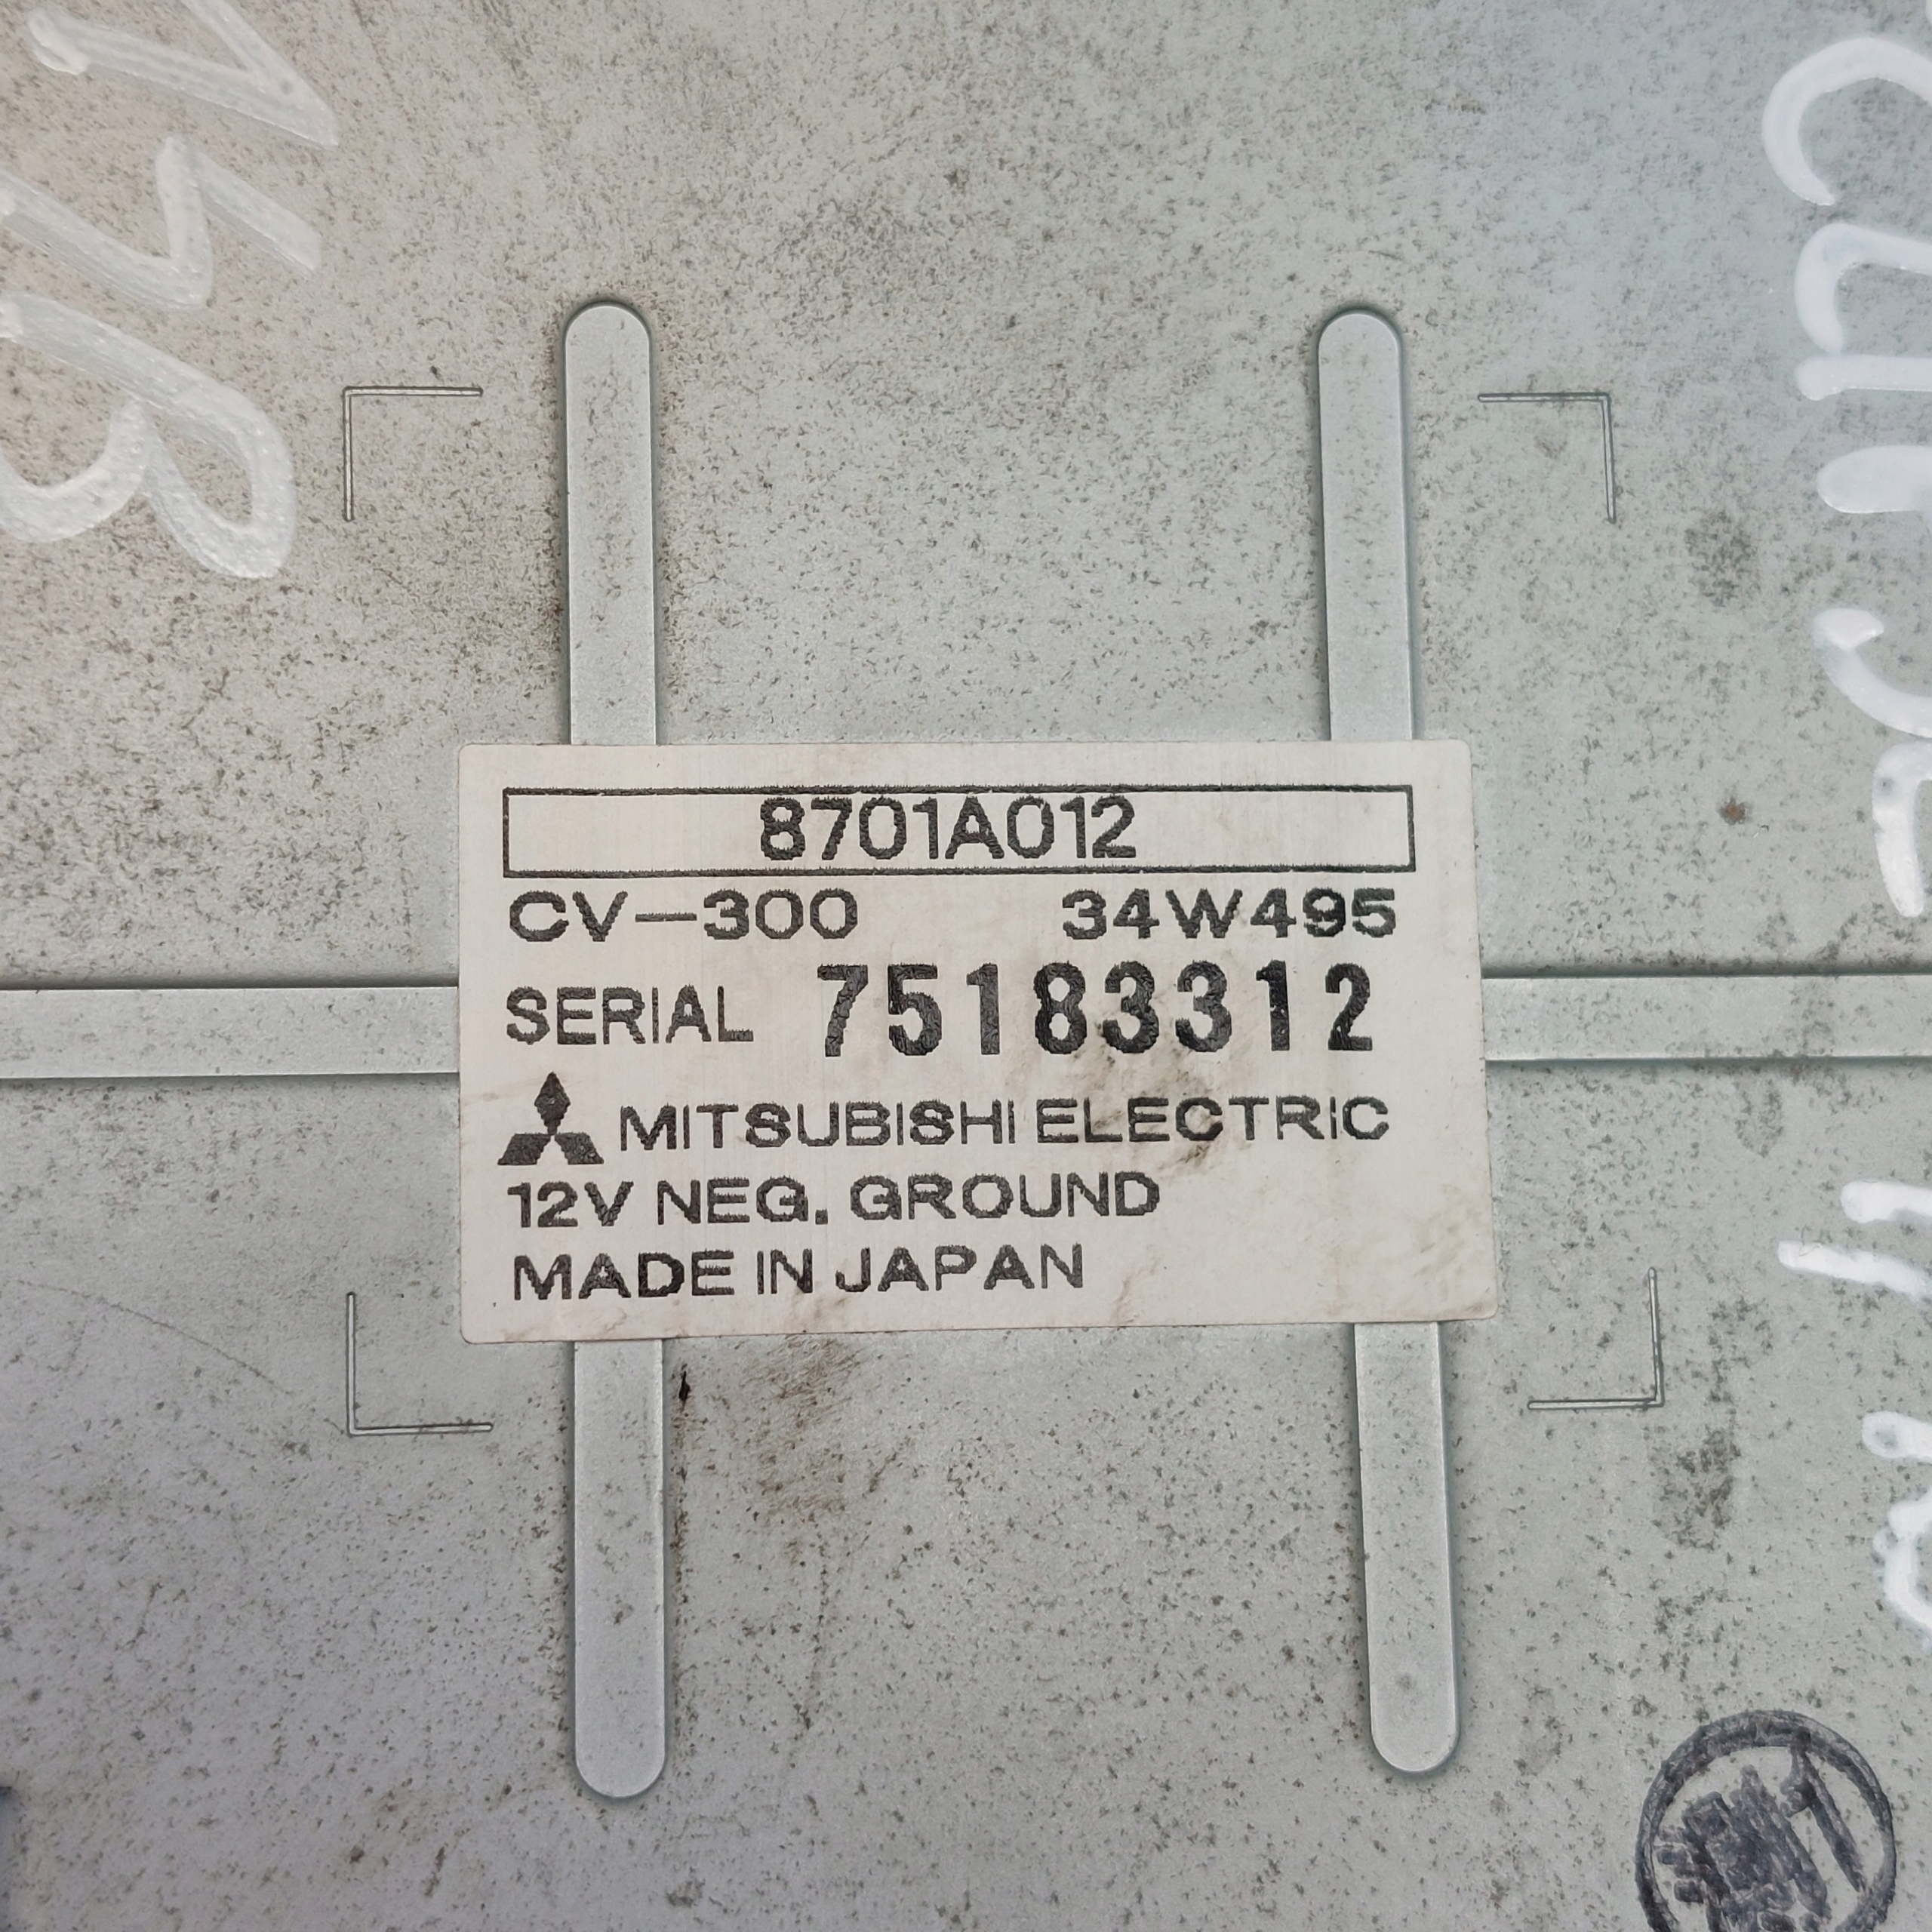 8701A012
CV-300 34W495
SERIAL 75183312
MITSUBISHI ELECTRIC
12V NEG. GROUND
MADE IN JAPAN